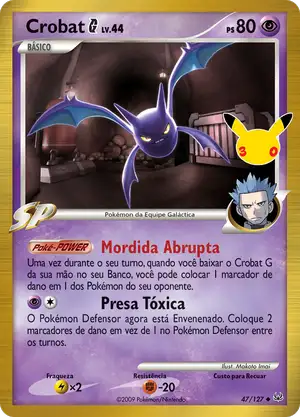 Crobat G LV.44 PS 80
BÁSICO
30
SP
Pokémon da Equipe Galáctica
Poké-POWER Mordida Abrupta
Uma vez durante o seu turno, quando você baixar o Crobat G
da sua mão no seu Banco, você pode colocar 1 marcador de
dano em 1 dos Pokémon do seu oponente.
Presa Tóxica
O Pokémon Defensor agora está Envenenado. Coloque 2
marcadores de dano em vez de 1 no Pokémon Defensor entre
os turnos.
Fraqueza Resistência Custo para Recuar
×2 -20
Ilust. Makoto Imai
©2009 Pokémon/Nintendo 47/127